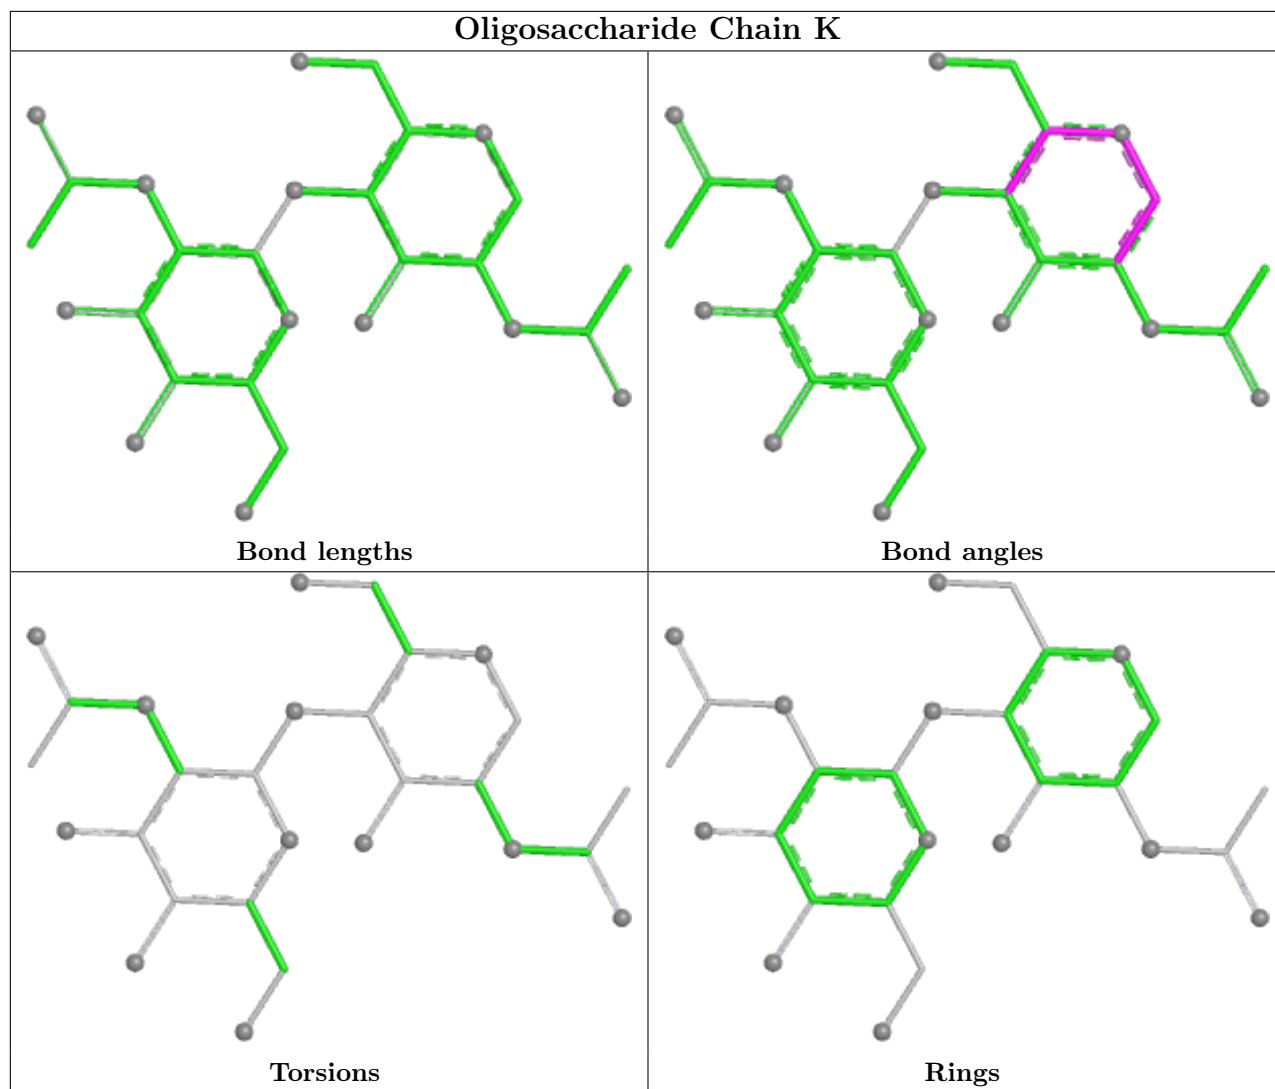 Oligosaccharide Chain K
Bond lengths
Bond angles
Torsions
Rings